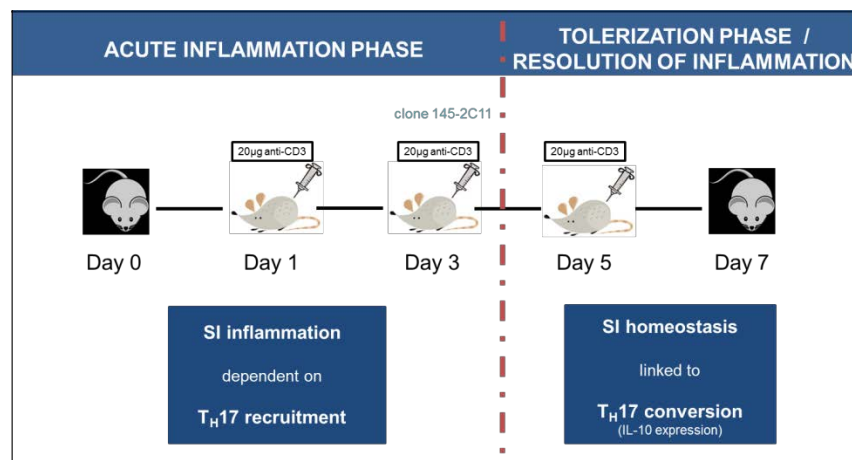 ACUTE INFLAMMATION PHASE
TOLERIZATION PHASE /
RESOLUTION OF INFLAMMATION
clone 145-2C11
20µg anti-CD3
20µg anti-CD3
20µg anti-CD3
Day 0
Day 1
Day 3
Day 5
Day 7
SI inflammation
dependent on
TH17 recruitment
SI homeostasis
linked to
TH17 conversion
(IL-10 expression)